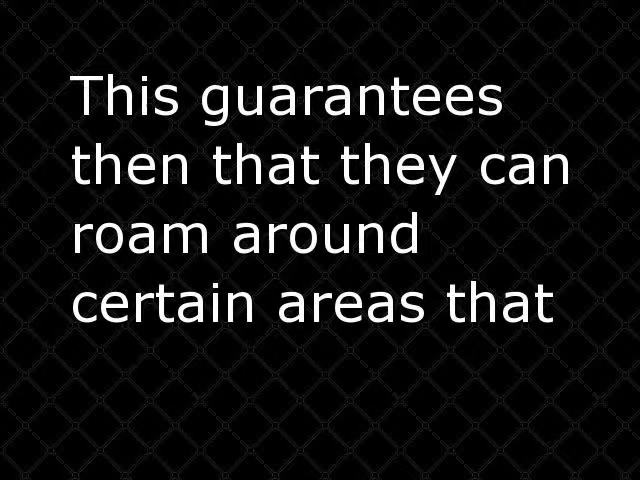 This guarantees
then that they can
roam around
certain areas that